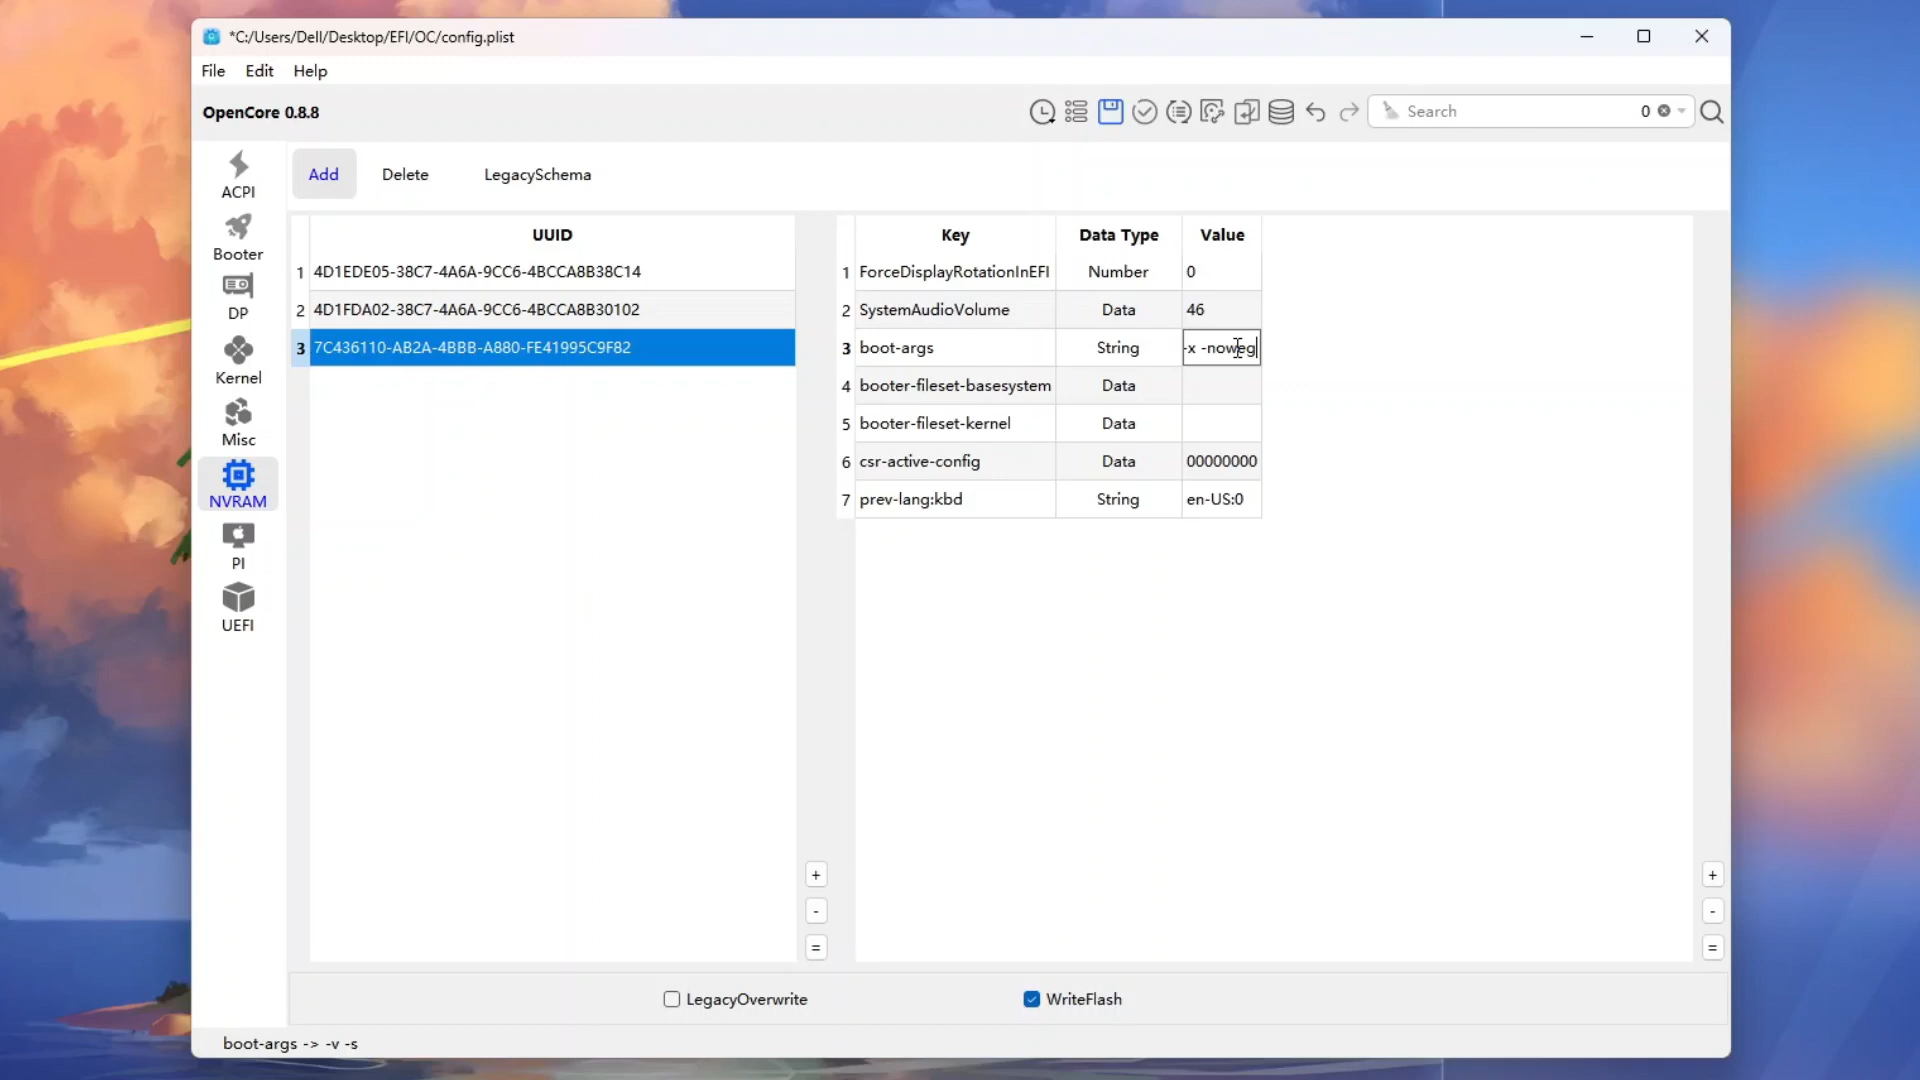 *C:/Users/Dell/Desktop/EFI/OC/config.plist
File Edit Help
OpenCore 0.8.8
Search 0
ACPI
Booter
DP
Kernel
Misc
NVRAM
PI
UEFI
Add Delete LegacySchema
UUID
1 4D1EDE05-38C7-4A6A-9CC6-4BCCA8B38C14
2 4D1FDA02-38C7-4A6A-9CC6-4BCCA8B30102
3 7C436110-AB2A-4BBB-A880-FE41995C9F82
Key Data Type Value
1 ForceDisplayRotationInEFI Number 0
2 SystemAudioVolume Data 46
3 boot-args String -x -noweg
4 booter-fileset-basesystem Data
5 booter-fileset-kernel Data
6 csr-active-config Data 00000000
7 prev-lang:kbd String en-US:0
+ +
- -
= =
LegacyOverwrite WriteFlash
boot-args -> -v -s